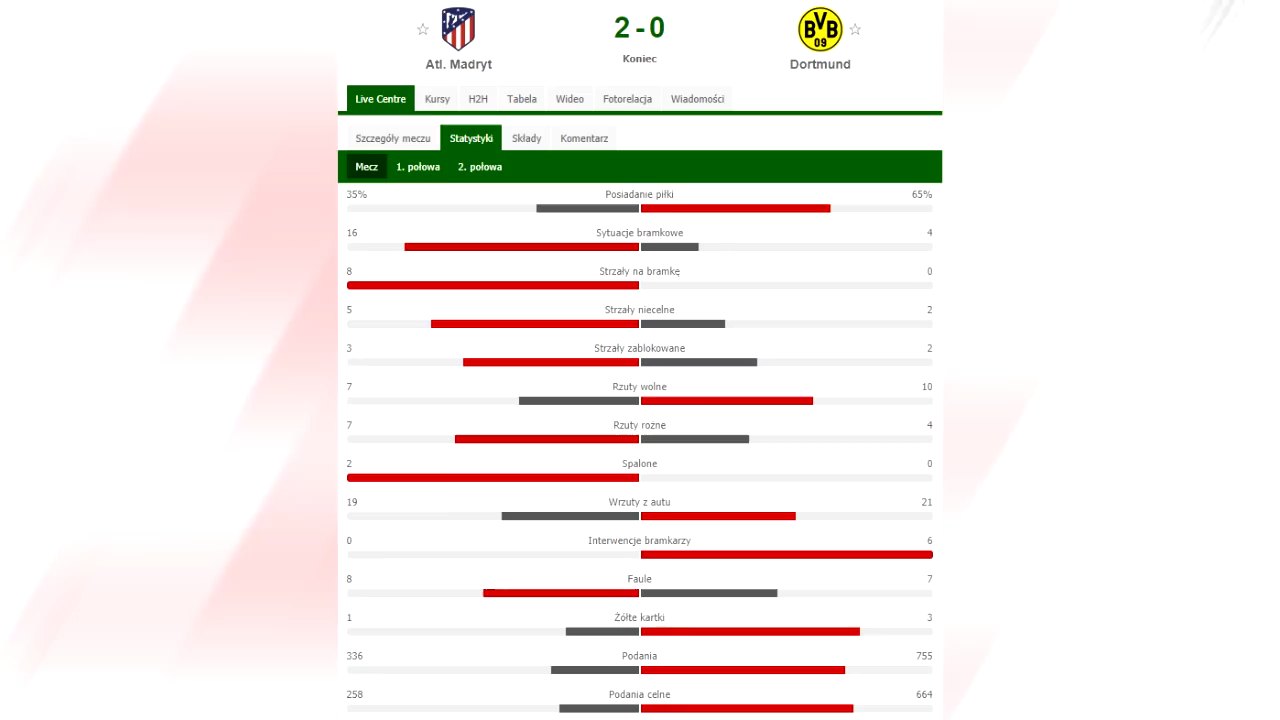 2 - 0
BVB
09
Koniec
Atl. Madryt
Dortmund
Live Centre Kursy H2H Tabela Wideo Fotorelacja Wiadomości
Szczegóły meczu Statystyki Składy Komentarz
Mecz 1. połowa 2. połowa
35% Posiadanie piłki 65%
16 Sytuacje bramkowe 4
8 Strzały na bramkę 0
5 Strzały niecelne 2
3 Strzały zablokowane 2
7 Rzuty wolne 10
7 Rzuty rożne 4
2 Spalone 0
19 Wrzuty z autu 21
0 Interwencje bramkarzy 6
8 Faule 7
1 Żółte kartki 3
336 Podania 755
258 Podania celne 664